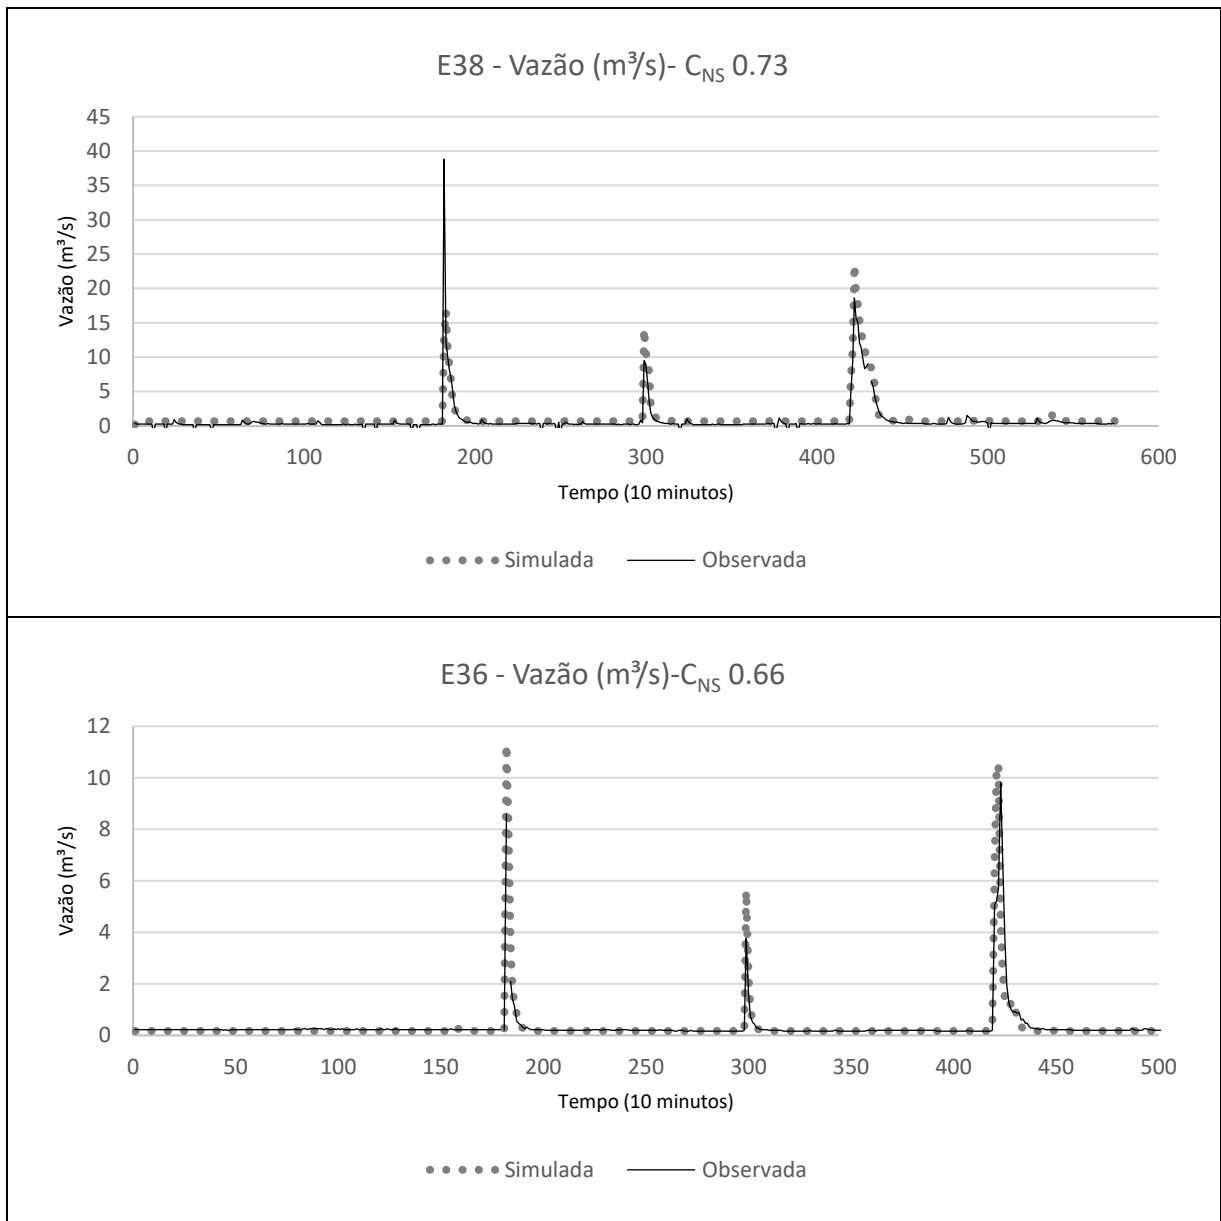 E38 - Vazão (m³/s)- C_NS 0.73
45
40
35
30
25
20
15
10
5
0
Vazão (m³/s)
0 100 200 300 400 500 600
Tempo (10 minutos)
Simulada Observada
E36 - Vazão (m³/s)-C_NS 0.66
12
10
8
6
4
2
0
Vazão (m³/s)
0 50 100 150 200 250 300 350 400 450 500
Tempo (10 minutos)
Simulada Observada